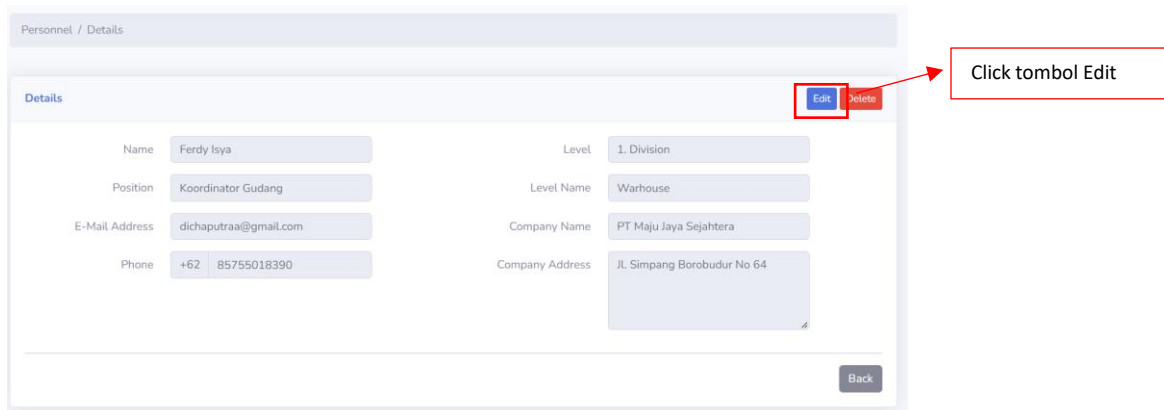 Personnel / Details
Click tombol Edit
Details
Edit Delete
Name Ferdy Isya
Level 1. Division
Position Koordinator Gudang
Level Name Warhouse
E-Mail Address dichaputraa@gmail.com
Company Name PT Maju Jaya Sejahtera
Phone +62 85755018390
Company Address Jl. Simpang Borobudur No 64
Back